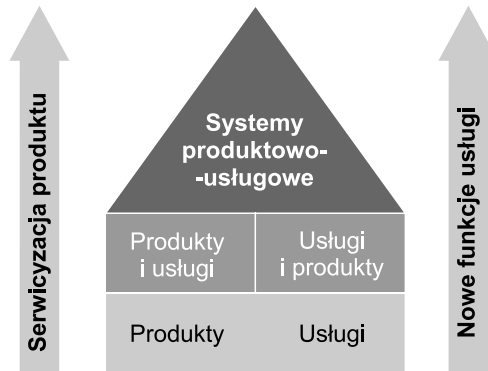 Serwicyzacja produktu
Systemy
produktowo-
-usługowe
Produkty
i usługi
Usługi
i produkty
Produkty
Usługi
Nowe funkcje usługi